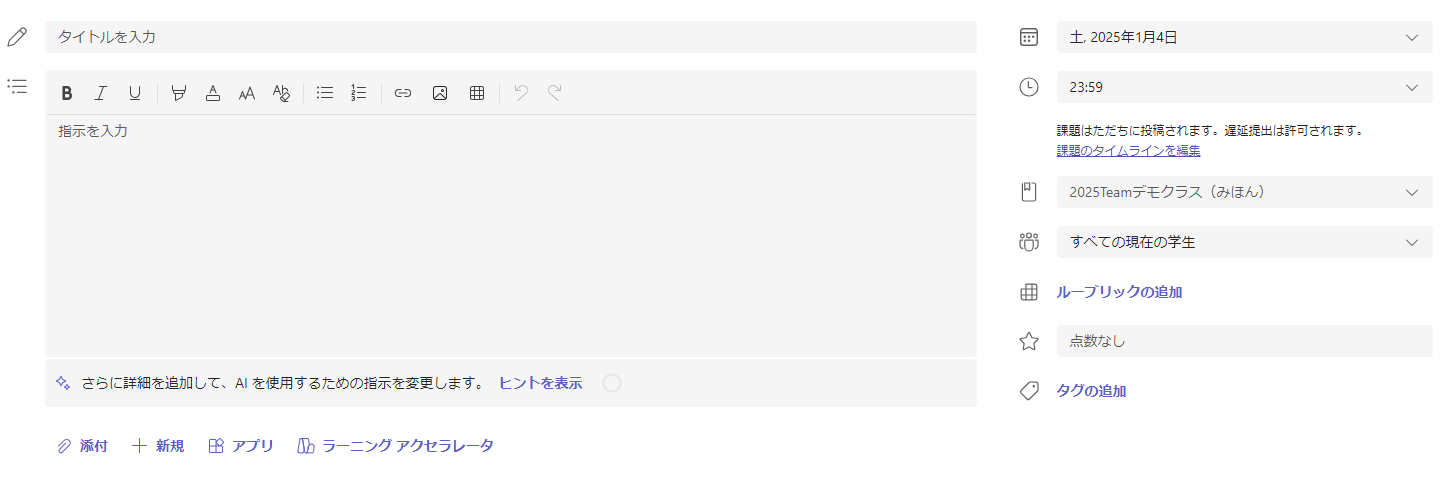 タイトルを入力
B I U A AA Ab
1 2 3
指示を入力
さらに詳細を追加して、AI を使用するための指示を変更します。 ヒントを表示
添付 新規 アプリ ラーニング アクセラレータ
土, 2025年1月4日
23:59
課題はただちに投稿されます。遅延提出は許可されます。
課題のタイムラインを編集
2025Teamデモクラス（みほん）
すべての現在の学生
ルーブリックの追加
点数なし
タグの追加